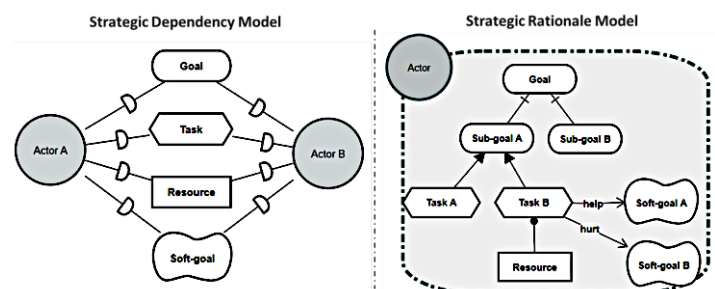 Strategic Dependency Model
Goal
Task
Actor A
Actor B
Resource
Soft-goal
Strategic Rationale Model
Actor
Goal
Sub-goal A
Sub-goal B
Task A
Task B
help
Soft-goal A
hurt
Resource
Soft-goal B